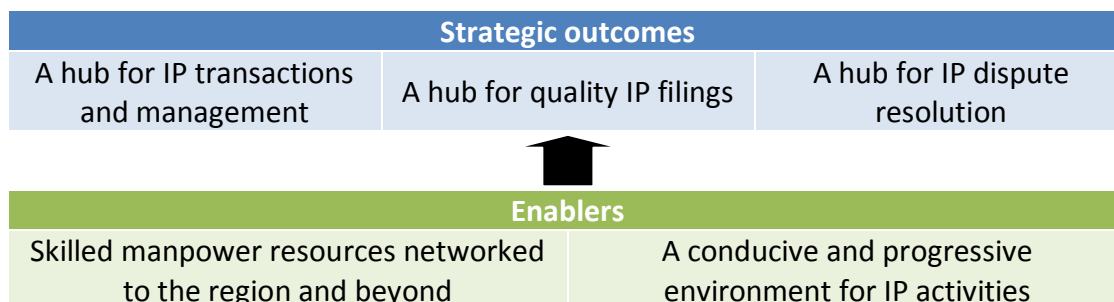 Strategic outcomes
A hub for IP transactions
and management
A hub for quality IP filings
A hub for IP dispute
resolution
Enablers
Skilled manpower resources networked
to the region and beyond
A conducive and progressive
environment for IP activities